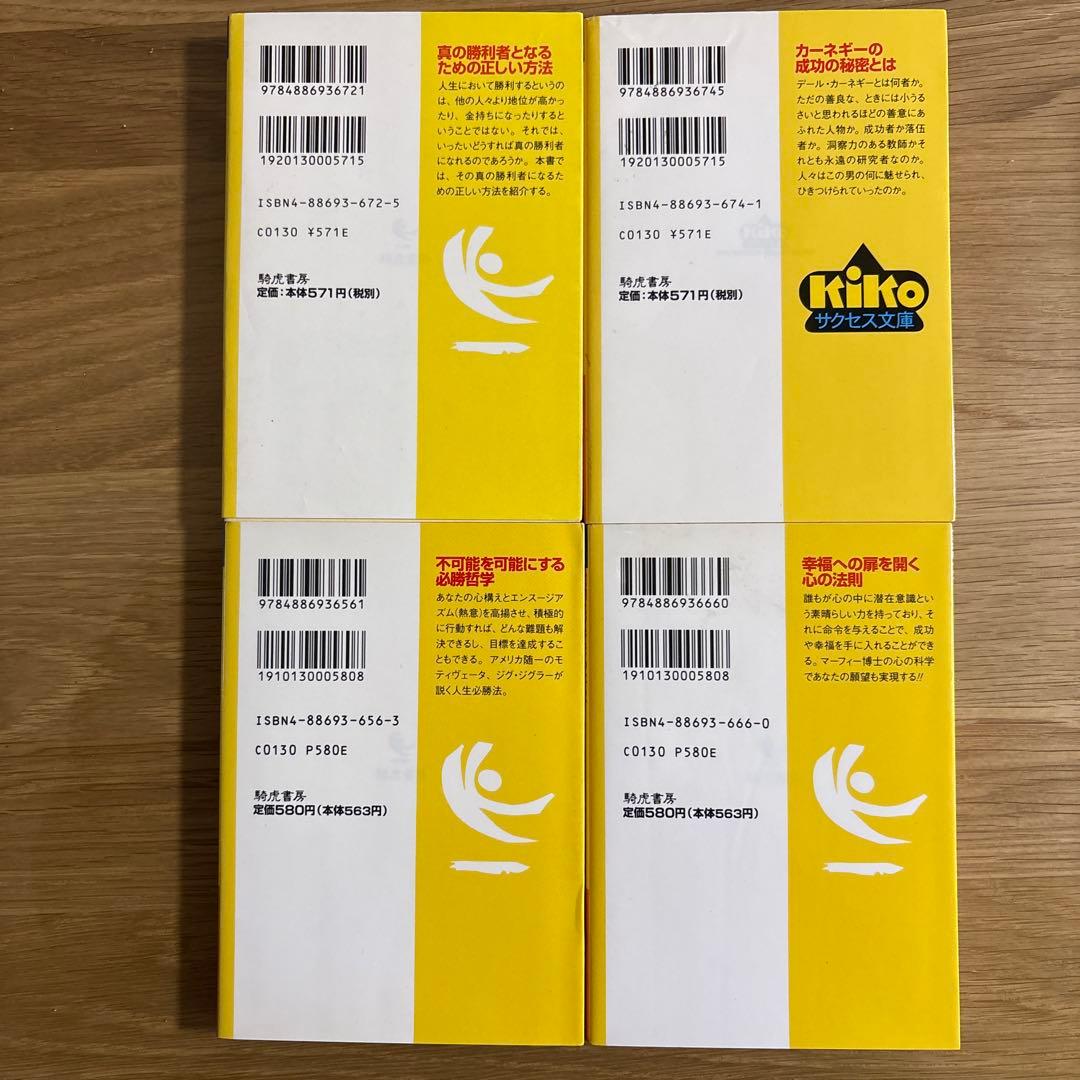 9784886936721
1920130005715
ISBN4-88693-672-5
C0130 ¥571E
騎虎書房
定価：本体571円(税別)
真の勝利者となる
ための正しい方法
人生において勝利するというの
は、他の人々より地位が高かっ
たり、金持ちになったりすると
いうことではない。それでは、
いったいどうすれば真の勝利者
になれるのであろうか。本書で
は、その真の勝利者になるた
めの正しい方法を紹介する。
9784886936745
1920130005715
ISBN4-88693-674-1
C0130 ¥571E
騎虎書房
定価：本体571円(税別)
カーネギーの
成功の秘密とは
デール・カーネギーとは何者か。
ただの善良な、ときには小うる
さいと思われるほどの善意にあ
ふれた人物か。成功者か落伍
者か。洞察力のある教師かそ
れとも永遠の研究者なのか。
人々はこの男の何に魅せられ、
ひきつけられていったのか。
KiKo
サクセス文庫
9784886936561
1910130005808
ISBN4-88693-656-3
C0130 P580E
騎虎書房
定価580円(本体563円)
不可能を可能にする
必勝哲学
あなたの心構えとエンスージア
ズム(熱意)を高揚させ、積極的
に行動すれば、どんな難題も解
決できるし、目標を達成するこ
ともできる。アメリカ随一のモ
ティヴェータ、ジグ・ジグラーが
説く人生必勝法。
9784886936660
1910130005808
ISBN4-88693-666-0
C0130 P580E
騎虎書房
定価580円(本体563円)
幸福への扉を開く
心の法則
誰もが心の中に潜在意識とい
う素晴らしい力を持っており、そ
れに命令を与えることで、成功
や幸福を手に入れることができ
る。マーフィー博士の心の科学
であなたの願望も実現する!!